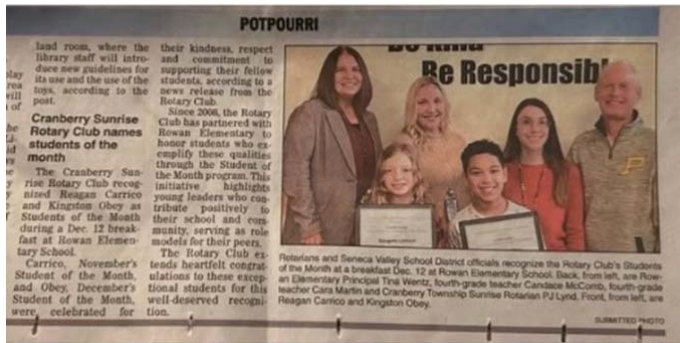 POTPOURRI
land room, where the
library staff will intro-
duce new guidelines for
its use and the use of the
toys, according to the
post.
Cranberry Sunrise
Rotary Club names
students of the
month
The Cranberry Sun-
rise Rotary Club recog-
nized Reagan Carrico
and Kingston Obey as
Students of the Month
during a Dec. 12 break-
fast at Rowan Elemen-
tary School.
Carrico, November's
Student of the Month,
and Obey, December's
Student of the Month,
were celebrated for
their kindness, respect
and commitment to
supporting their fellow
students, according to a
news release from the
Rotary Club.
Since 2008, the Rotary
Club has partnered with
Rowan Elementary to
honor students who ex-
emplify these qualities
through the Student of
the Month program. This
initiative highlights
young leaders who con-
tribute positively to
their school and com-
munity, serving as role
models for their peers.
The Rotary Club ex-
tends heartfelt congrat-
ulations to these excep-
tional students for this
well-deserved recogni-
tion.
Be Kind
Be Responsibl
P
Rotarians and Seneca Valley School District officials recognize the Rotary Club's Students
of the Month at a breakfast Dec. 12 at Rowan Elementary School. Back, from left, are Row-
an Elementary Principal Tina Wentz, fourth-grade teacher Candace McComb, fourth-grade
teacher Cara Martin and Cranberry Township Sunrise Rotarian PJ Lynd. Front, from left, are
Reagan Carrico and Kingston Obey.
SUBMITTED PHOTO